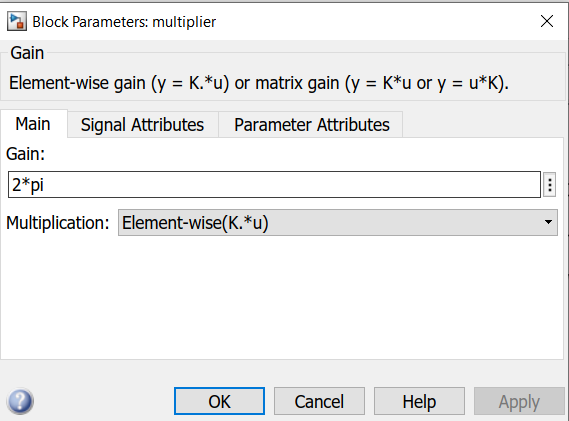 Block Parameters: multiplier
Gain
Element-wise gain (y = K.*u) or matrix gain (y = K*u or y = u*K).
Main Signal Attributes Parameter Attributes
Gain:
2*pi
Multiplication: Element-wise(K.*u)
OK Cancel Help Apply